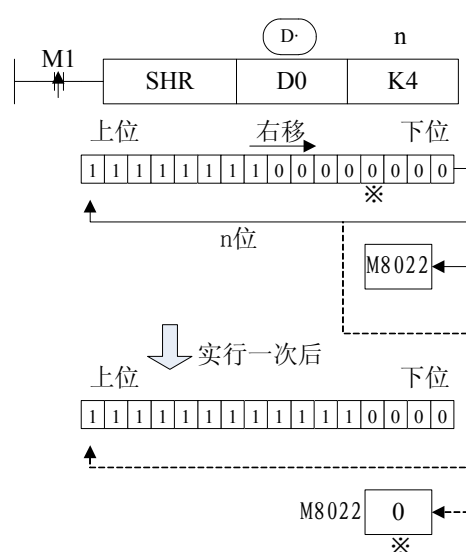 D· n
M1
SHR D0 K4
上位 右移 下位
1 1 1 1 1 1 1 1 0 0 0 0 0 0 0 0
※
n位
M8022
实行一次后
上位 下位
1 1 1 1 1 1 1 1 1 1 1 1 0 0 0 0
M8022 0
※